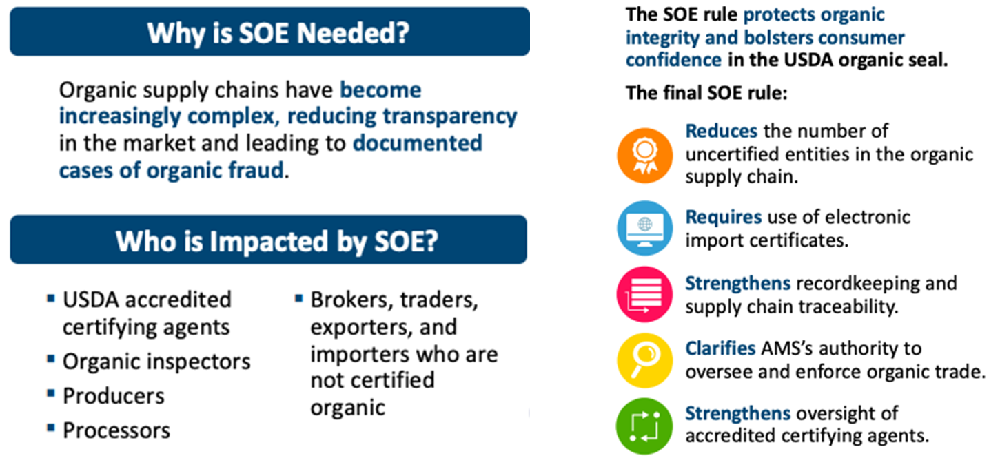 Why is SOE Needed?
Organic supply chains have become
increasingly complex, reducing transparency
in the market and leading to documented
cases of organic fraud.
Who is Impacted by SOE?
▪ USDA accredited
certifying agents
▪ Organic inspectors
▪ Producers
▪ Processors
▪ Brokers, traders,
exporters, and
importers who are
not certified
organic
The SOE rule protects organic
integrity and bolsters consumer
confidence in the USDA organic seal.
The final SOE rule:
Reduces the number of
uncertified entities in the organic
supply chain.
Requires use of electronic
import certificates.
Strengthens recordkeeping and
supply chain traceability.
Clarifies AMS’s authority to
oversee and enforce organic trade.
Strengthens oversight of
accredited certifying agents.